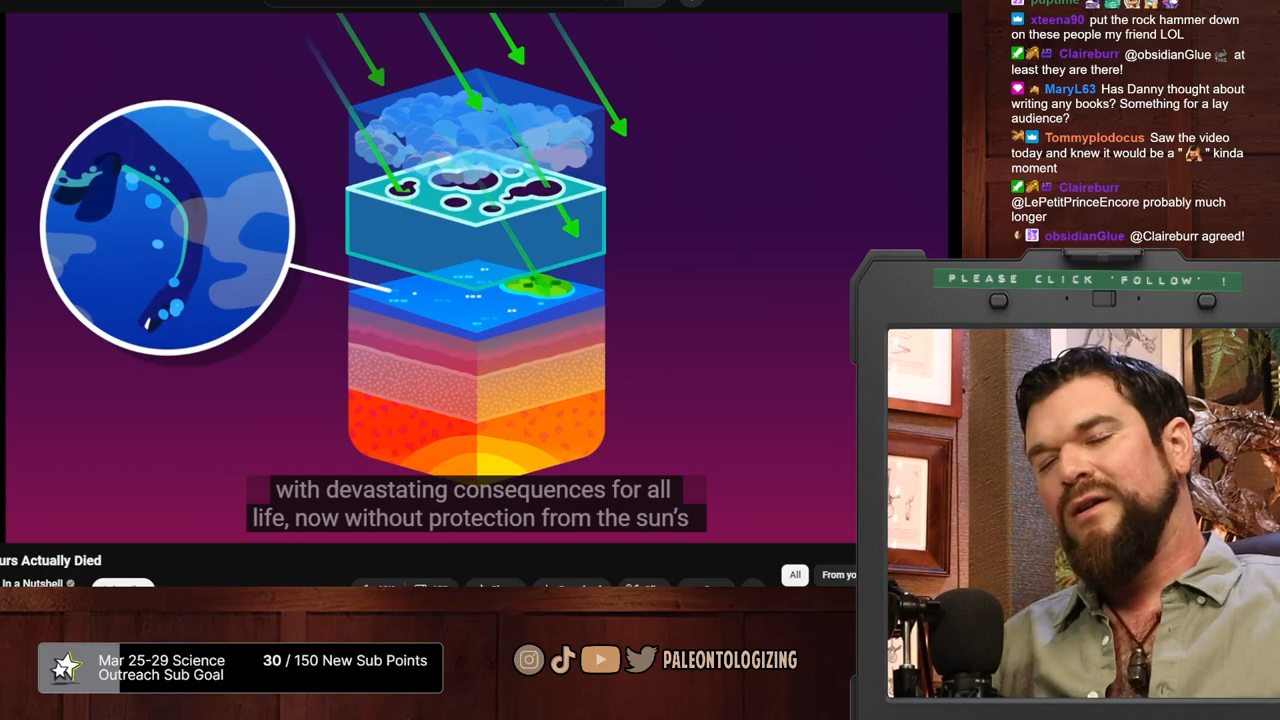 xteena90 put the rock hammer down
on these people my friend LOL
Claireburr @obsidianGlue at
least they are there!
MaryL63 Has Danny thought about
writing any books? Something for a lay
audience?
Tommyplodocus Saw the video
today and knew it would be a " " kinda
moment
Claireburr
@LePetitPrinceEncore probably much
longer
obsidianGlue @Claireburr agreed!
PLEASE CLICK 'FOLLOW' !
with devastating consequences for all
life, now without protection from the sun's
urs Actually Died
In a Nutshell
All
From yo
Mar 25-29 Science
Outreach Sub Goal
30 / 150 New Sub Points
PALEONTOLOGIZING